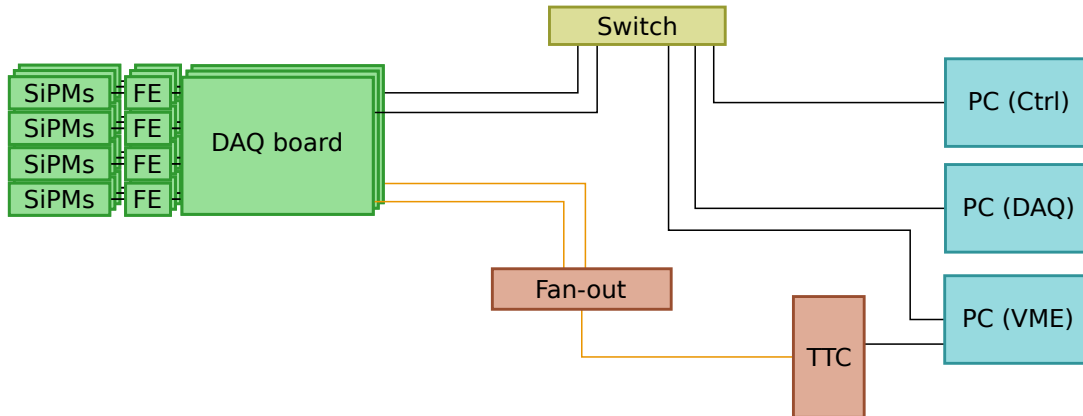 Switch
SiPMs FE
SiPMs FE
SiPMs FE
SiPMs FE
DAQ board
PC (Ctrl)
PC (DAQ)
Fan-out
PC (VME)
TTC